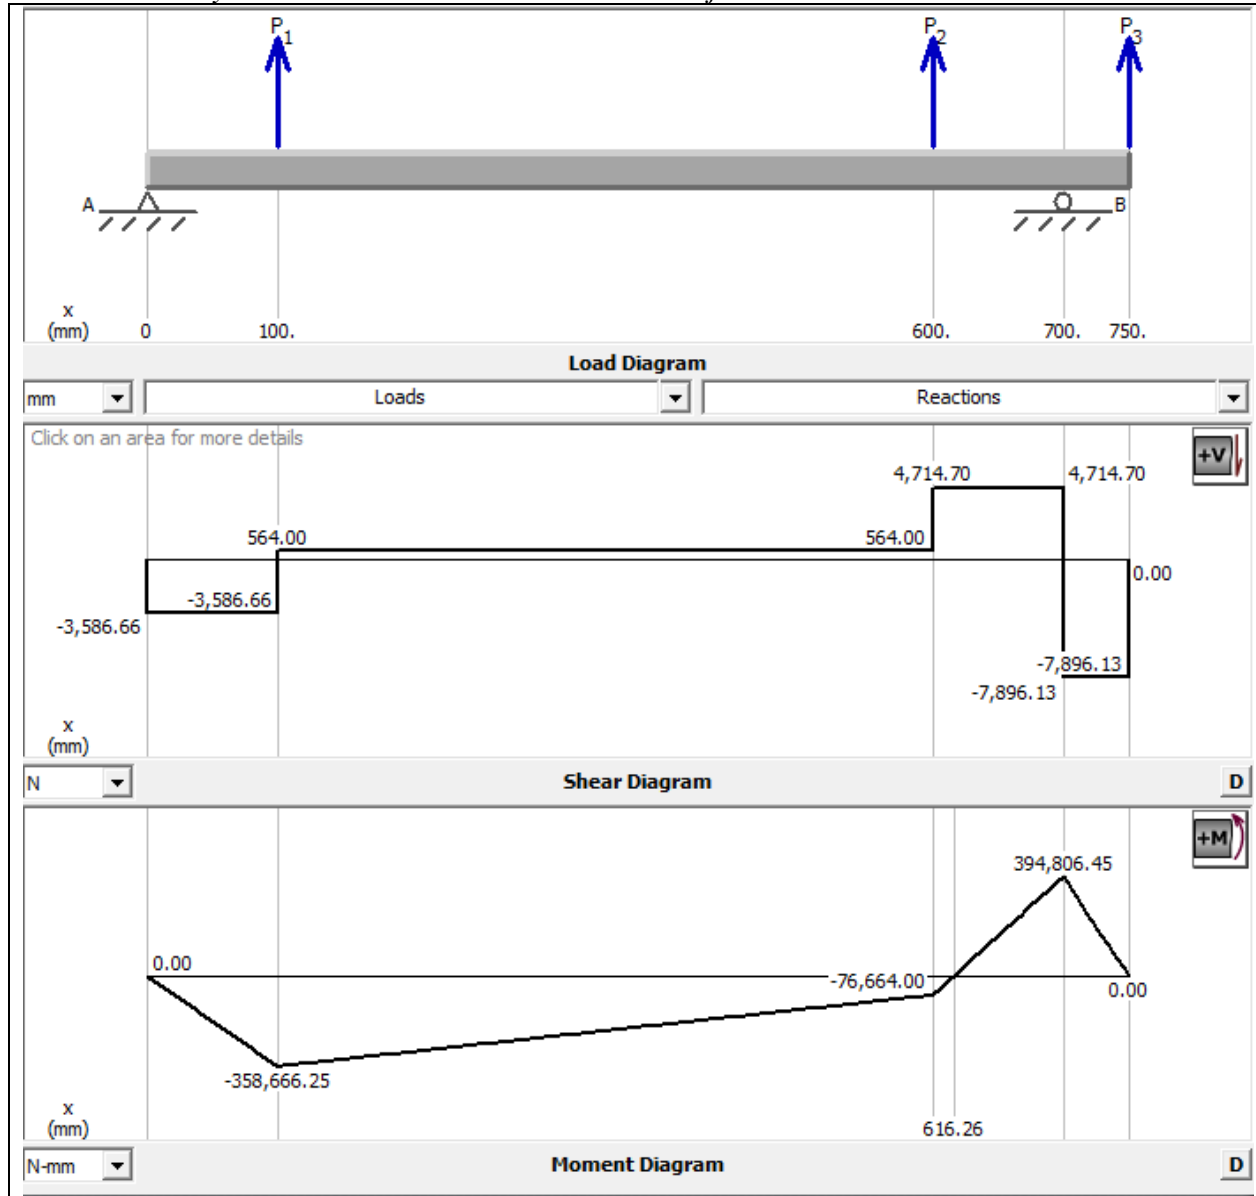 P1 P2 P3
A B
x
(mm) 0 100. 600. 700. 750.
Load Diagram
mm Loads Reactions
Click on an area for more details
+V
4,714.70 4,714.70
564.00 564.00
0.00
-3,586.66
-3,586.66
-7,896.13
-7,896.13
x
(mm)
N Shear Diagram D
+M
394,806.45
0.00
-76,664.00
0.00
-358,666.25
x
(mm) 616.26
N-mm Moment Diagram D